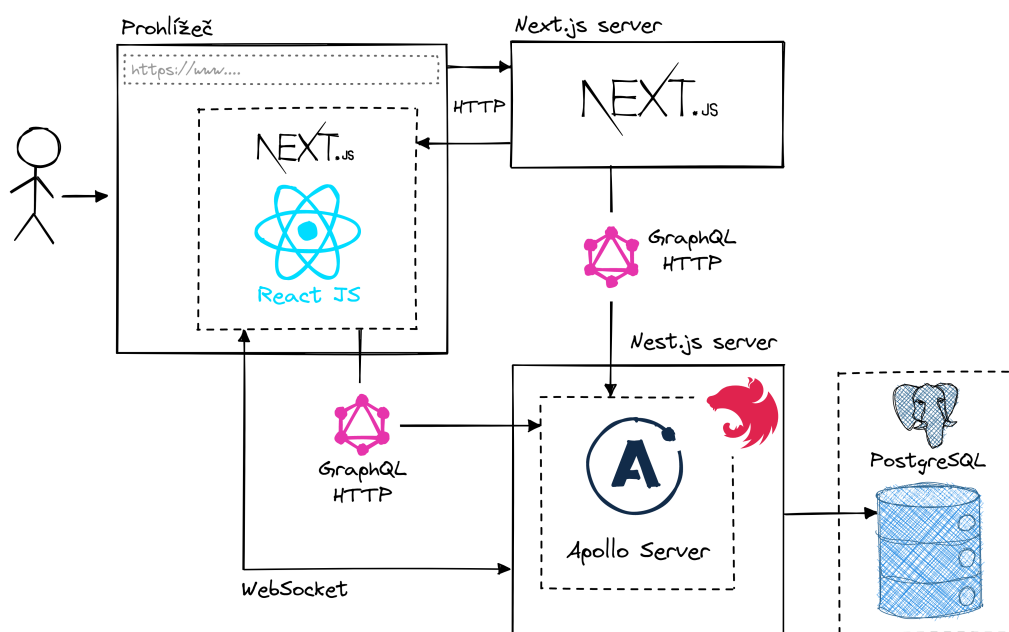 Prohlížeč
https://www....
NEXT.JS
React JS
HTTP
Next.js server
NEXT.JS
GraphQL
HTTP
GraphQL
HTTP
WebSocket
Nest.js server
A
Apollo Server
PostgreSQL